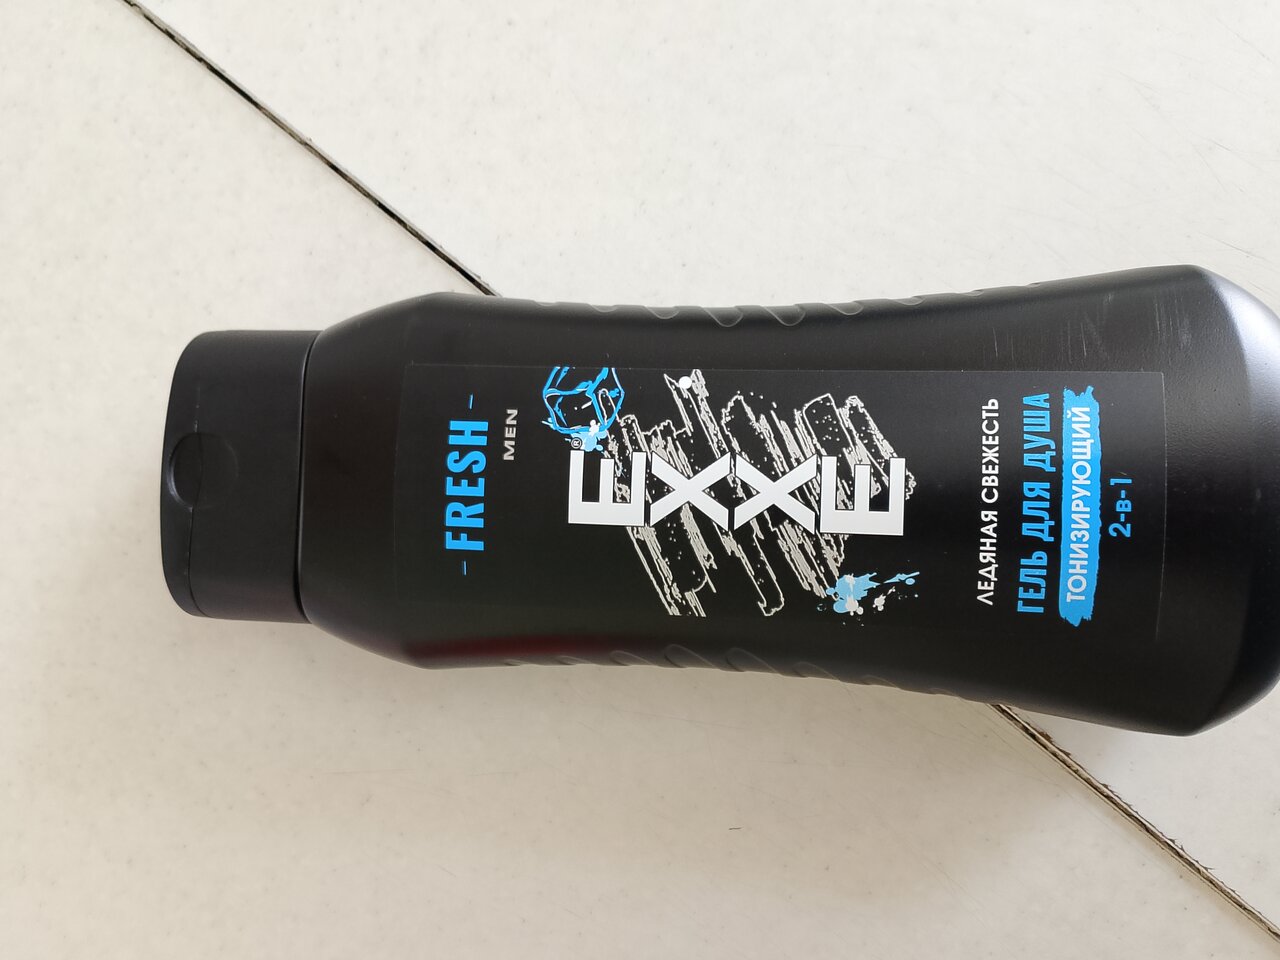 - FRESH -
MEN
EXXE®
ЛЕДЯНАЯ СВЕЖЕСТЬ
ГЕЛЬ ДЛЯ ДУША
ТОНИЗИРУЮЩИЙ
2-в-1